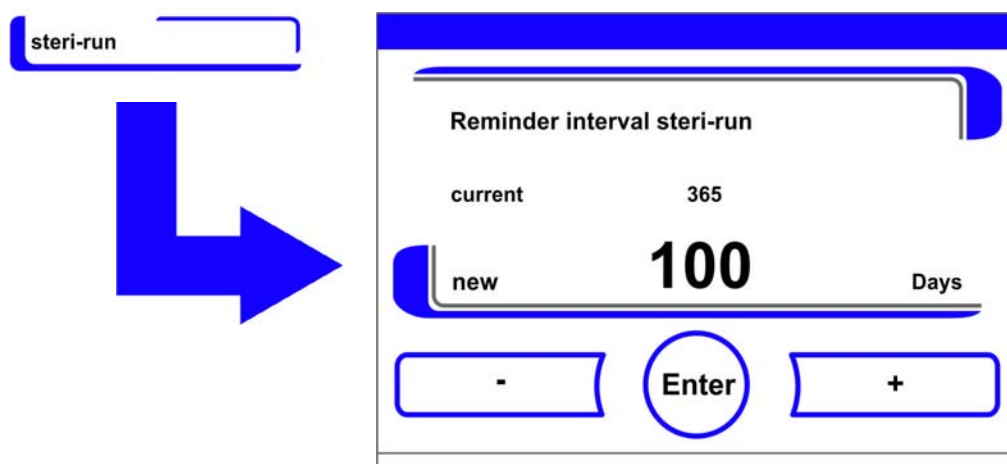 steri-run
Reminder interval steri-run
current 365
new 100 Days
- Enter +